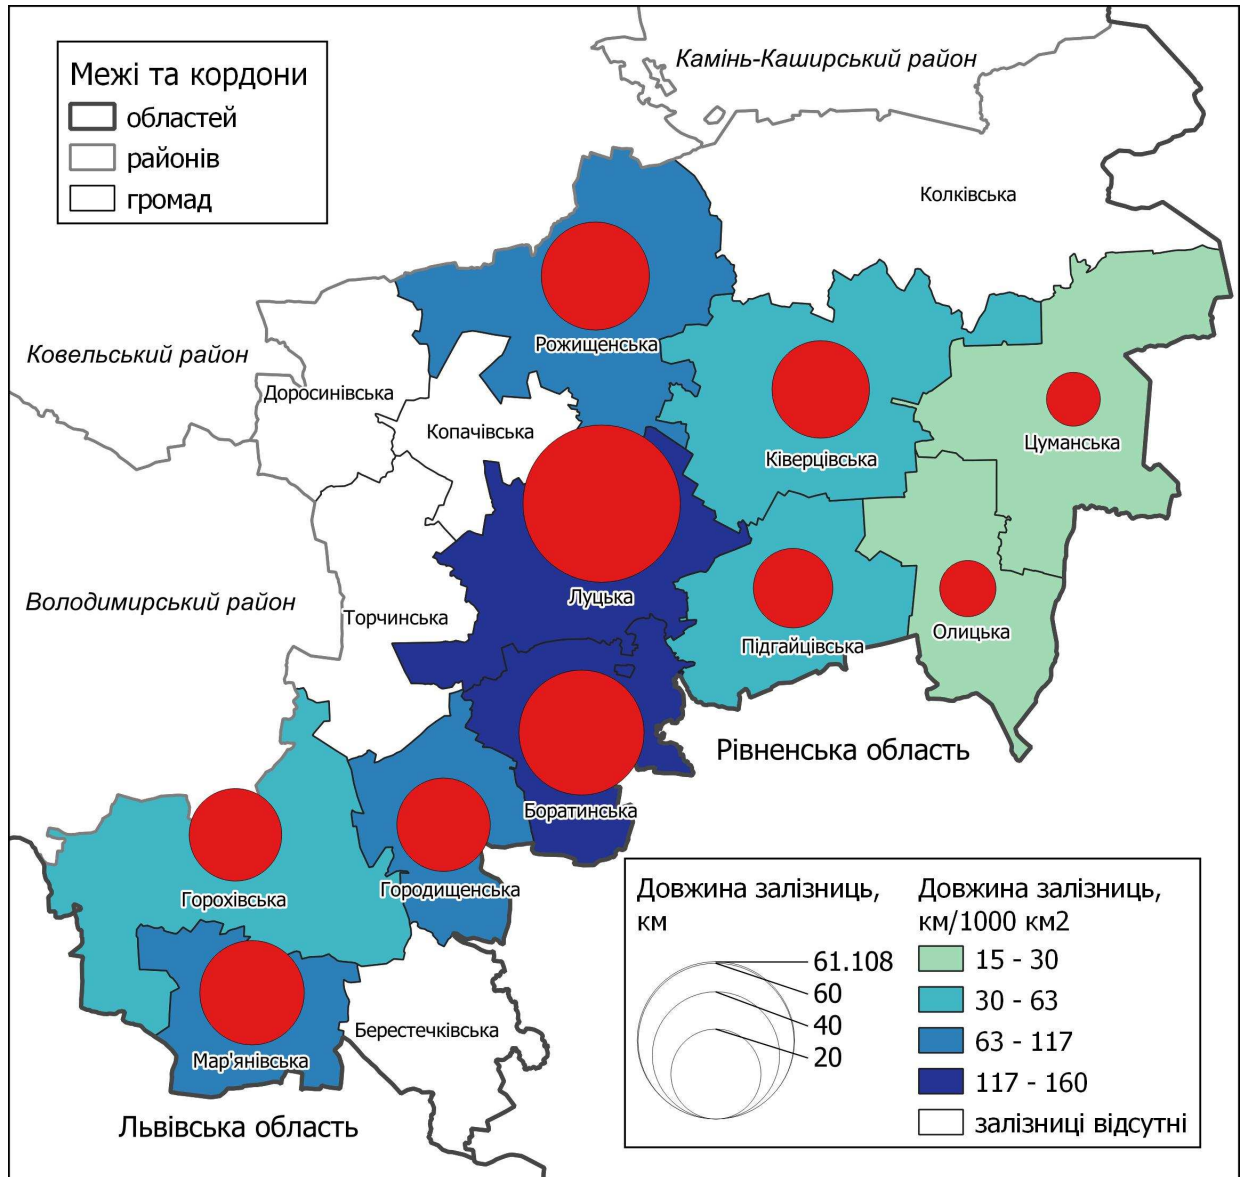 Межі та кордони
областей
районів
громад
Камінь-Каширський район
Колківська
Рожищенська
Ковельський район
Доросинівська
Копачівська
Ківерцівська
Цуманська
Володимирський район
Торчинська
Луцька
Підгайцівська
Олицька
Рівненська область
Боратинська
Горохівська
Городищенська
Берестечківська
Мар'янівська
Львівська область
Довжина залізниць,
км
61.108
60
40
20
Довжина залізниць,
км/1000 км2
15 - 30
30 - 63
63 - 117
117 - 160
залізниці відсутні